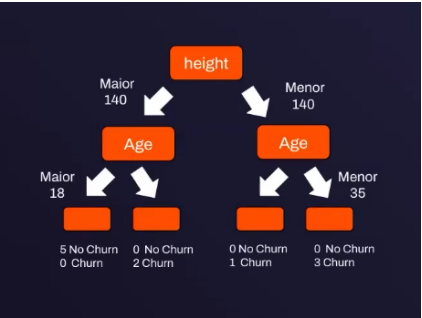 height
Maior
140
Menor
140
Age
Age
Maior
18
Menor
35
5 No Churn
0 Churn
0 No Churn
2 Churn
0 No Churn
1 Churn
0 No Churn
3 Churn